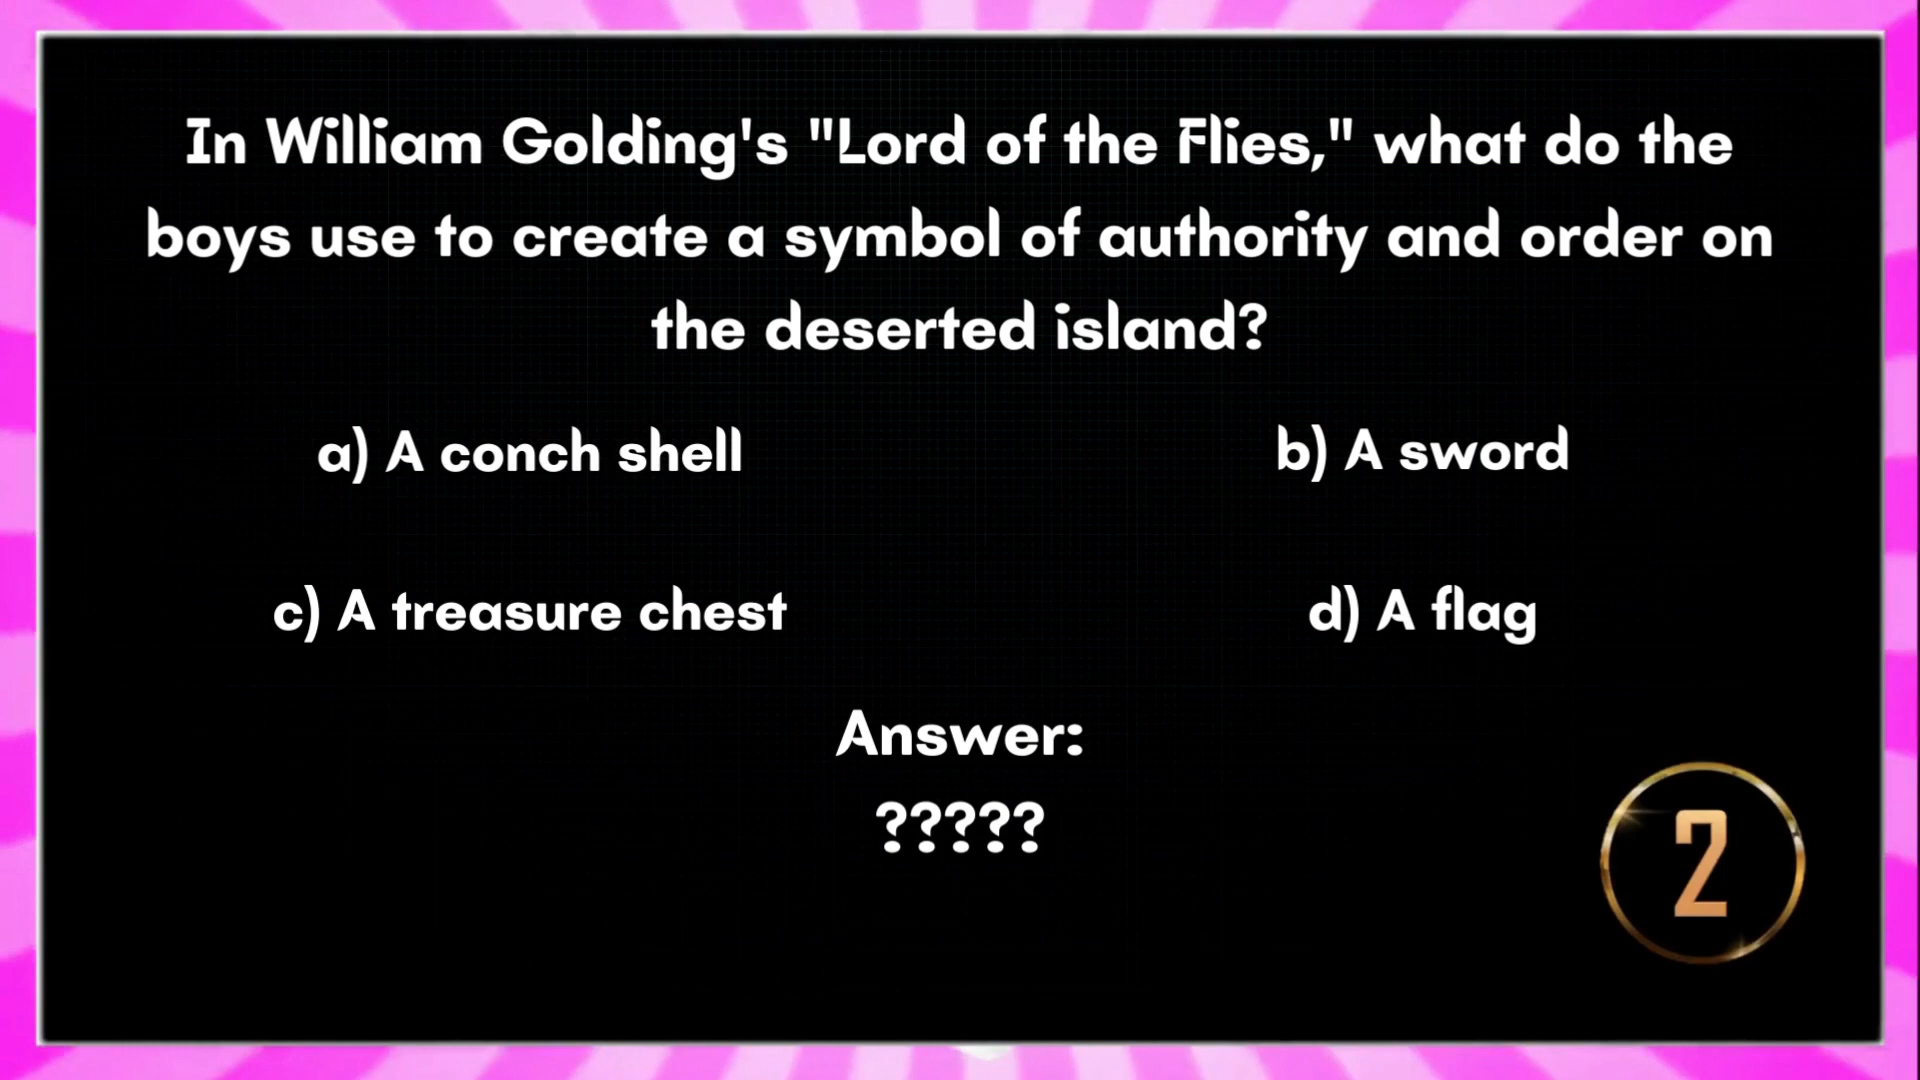 In William Golding's "Lord of the Flies," what do the
boys use to create a symbol of authority and order on
the deserted island?
a) A conch shell
b) A sword
c) A treasure chest
d) A flag
Answer:
?????
2